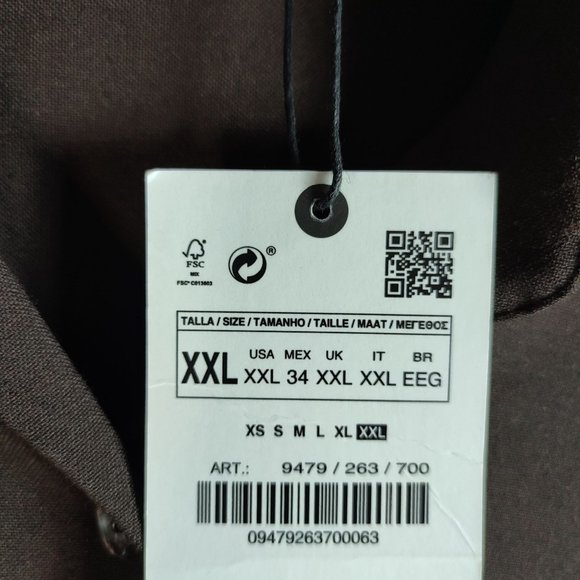 FSC
MIX
FSC® C013603
®
TALLA / SIZE / TAMANHO / TAILLE / MAAT / ΜΕΓΕΘΟΣ
XXL
USA MEX UK IT BR
XXL 34 XXL XXL EEG
XS S M L XL XXL
ART.: 9479 / 263 / 700
09479263700063